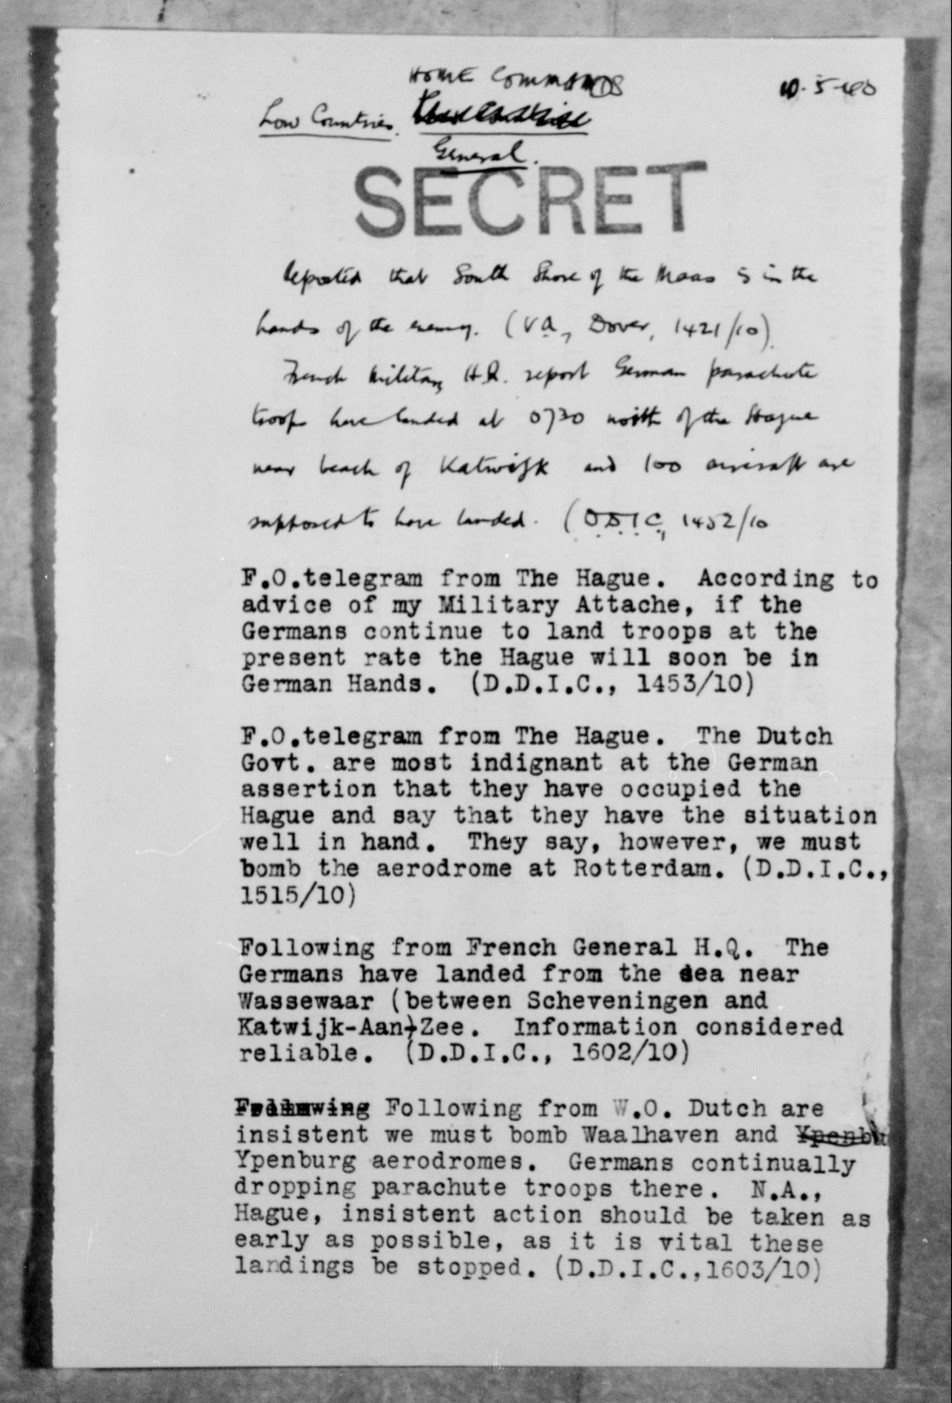 HOME COMMANDS 10·5·40
Low Countries.
General.
SECRET
Reported that South Shore of the Maas is in the
hands of the enemy. (V.A., Dover, 1421/10).
French Military H.Q. report German parachute
troops have landed at 0730 north of the Hague
near beach of Katwijk and 100 aircraft are
supposed to have landed. (D.D.I.C., 1452/10
F.O.telegram from The Hague. According to
advice of my Military Attache, if the
Germans continue to land troops at the
present rate the Hague will soon be in
German Hands. (D.D.I.C., 1453/10)
F.O.telegram from The Hague. The Dutch
Govt. are most indignant at the German
assertion that they have occupied the
Hague and say that they have the situation
well in hand. They say, however, we must
bomb the aerodrome at Rotterdam. (D.D.I.C.,
1515/10)
Following from French General H.Q. The
Germans have landed from the sea near
Wassewaar (between Scheveningen and
Katwijk-Aan-Zee. Information considered
reliable. (D.D.I.C., 1602/10)
Following from W.O. Dutch are
insistent we must bomb Waalhaven and
Ypenburg aerodromes. Germans continually
dropping parachute troops there. N.A.,
Hague, insistent action should be taken as
early as possible, as it is vital these
landings be stopped. (D.D.I.C.,1603/10)